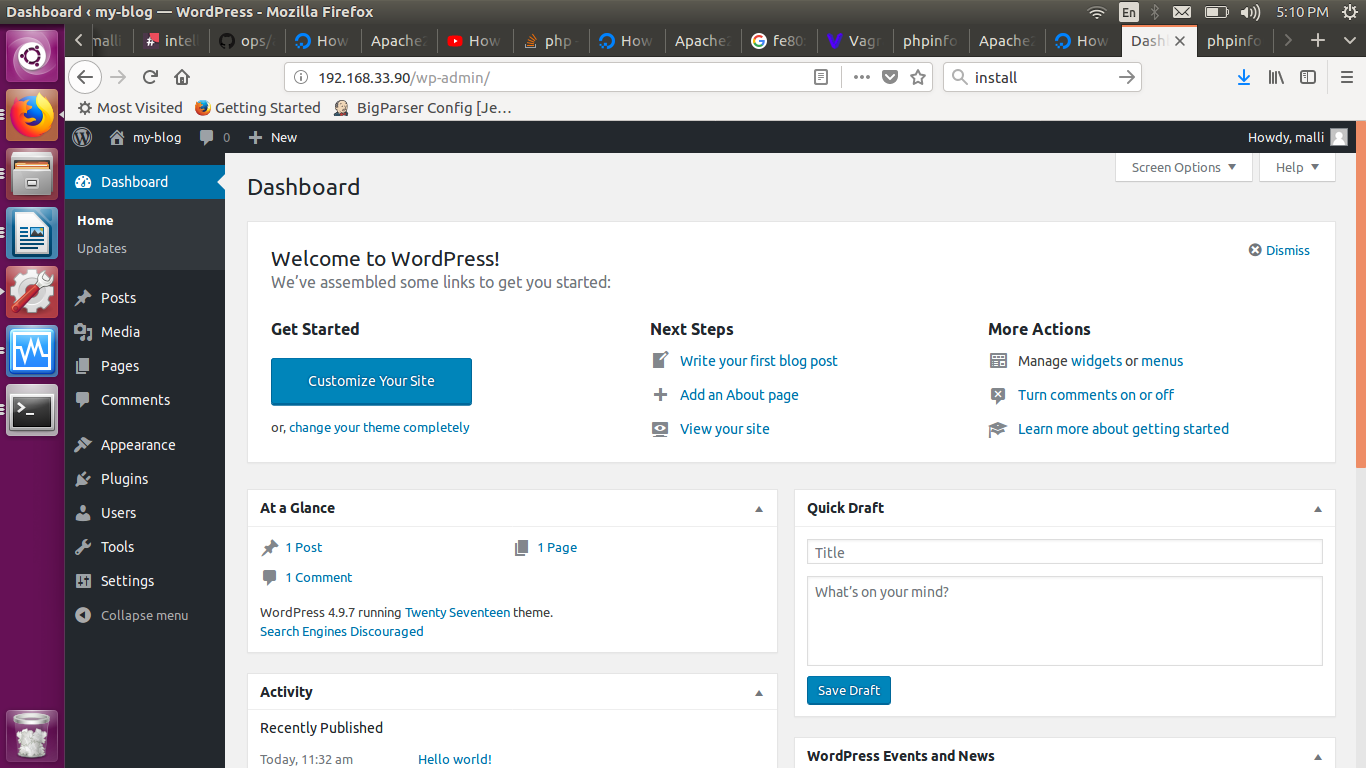 Dashboard ‹ my-blog — WordPress - Mozilla Firefox
En
5:10 PM
ops/
How
Apache
How
php
How
Apache
fe80:
Vagr
phpinfo
Apache
How
Dash
phpinfo
192.168.33.90/wp-admin/
install
Most Visited
Getting Started
BigParser Config [Je…
my-blog
0
New
Howdy, malli
Dashboard
Home
Updates
Posts
Media
Pages
Comments
Appearance
Plugins
Users
Tools
Settings
Collapse menu
Screen Options
Help
Dashboard
Welcome to WordPress!
Dismiss
We’ve assembled some links to get you started:
Get Started
Customize Your Site
or, change your theme completely
Next Steps
Write your first blog post
Add an About page
View your site
More Actions
Manage widgets or menus
Turn comments on or off
Learn more about getting started
At a Glance
1 Post
1 Page
1 Comment
WordPress 4.9.7 running Twenty Seventeen theme.
Search Engines Discouraged
Activity
Recently Published
Today, 11:32 am
Hello world!
Quick Draft
Title
What’s on your mind?
Save Draft
WordPress Events and News